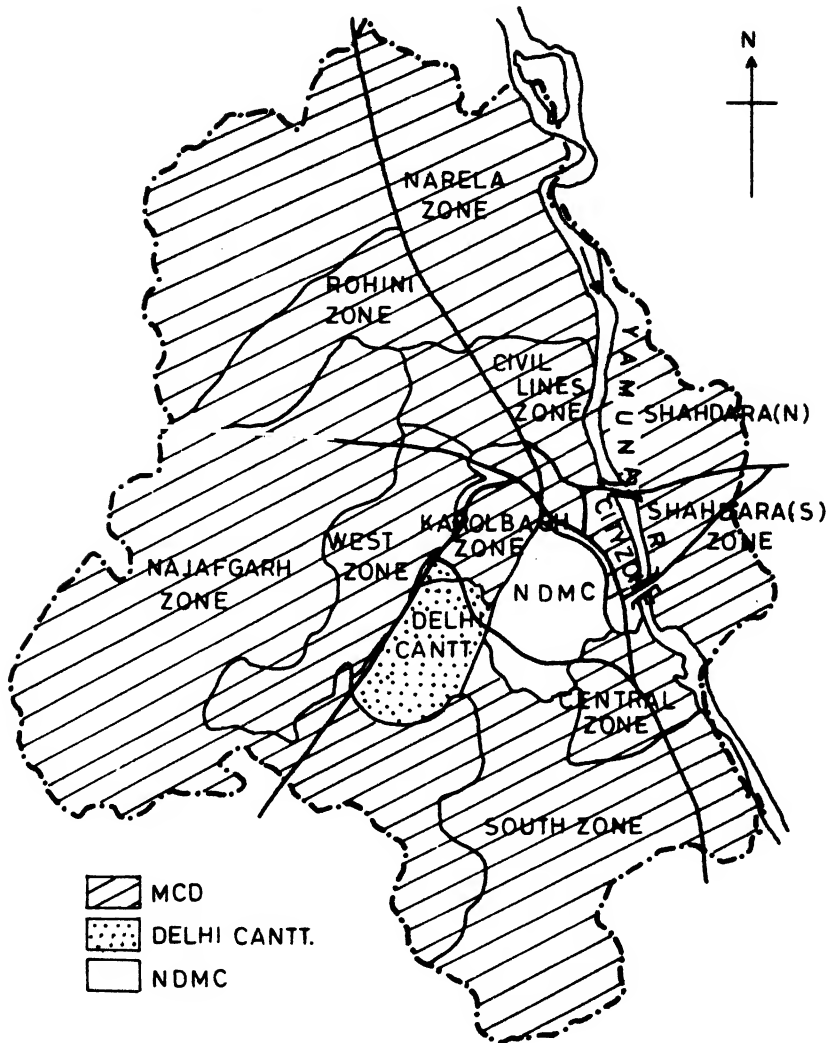 N
NARELA
ZONE
ROHINI
ZONE
CIVIL
LINES
ZONE
YAMUNA
SHAHDARA(N)
SHAHDARA(S)
ZONE
KAROLBAGH
ZONE
WEST
ZONE
NAJAFGARH
ZONE
NDMC
DELHI
CANTT.
CENTRAL
ZONE
SOUTH ZONE
MCD
DELHI CANTT.
NDMC